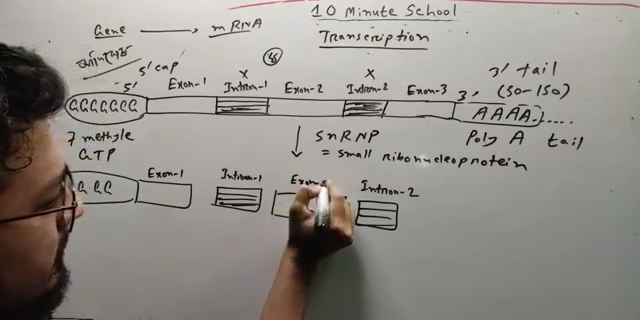 10 Minute School
Gene → mRNA
Transcription
5' cap
5'
Exon-1
X
Intron-1
Exon-2
X
Intron-2
Exon-3
3' tail
3' (50-150)
GGGGGGG
AAAA.....
7 methyle
GTP
snRNP
= small ribonucleoprotein
Poly A tail
GG
Exon-1
Intron-1
Intron-2